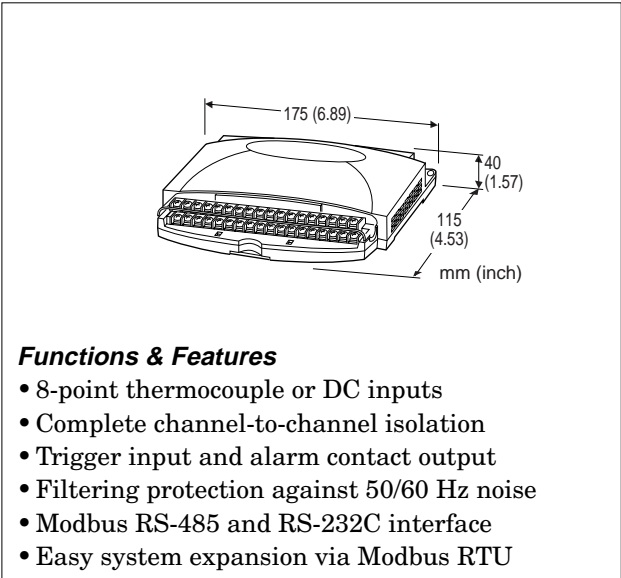 175 (6.89)
40
(1.57)
115
(4.53)
mm (inch)
Functions & Features
• 8-point thermocouple or DC inputs
• Complete channel-to-channel isolation
• Trigger input and alarm contact output
• Filtering protection against 50/60 Hz noise
• Modbus RS-485 and RS-232C interface
• Easy system expansion via Modbus RTU